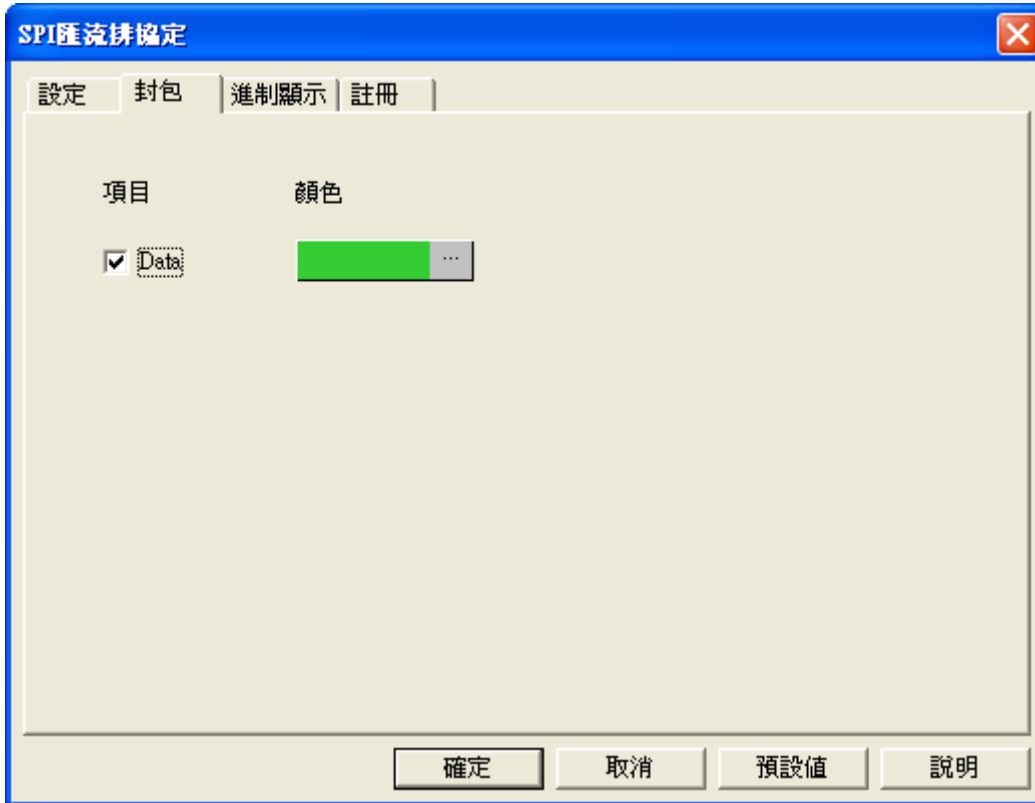 SPI匯流排協定
設定 封包 進制顯示 註冊
項目 顏色
Data ...
確定 取消 預設值 說明